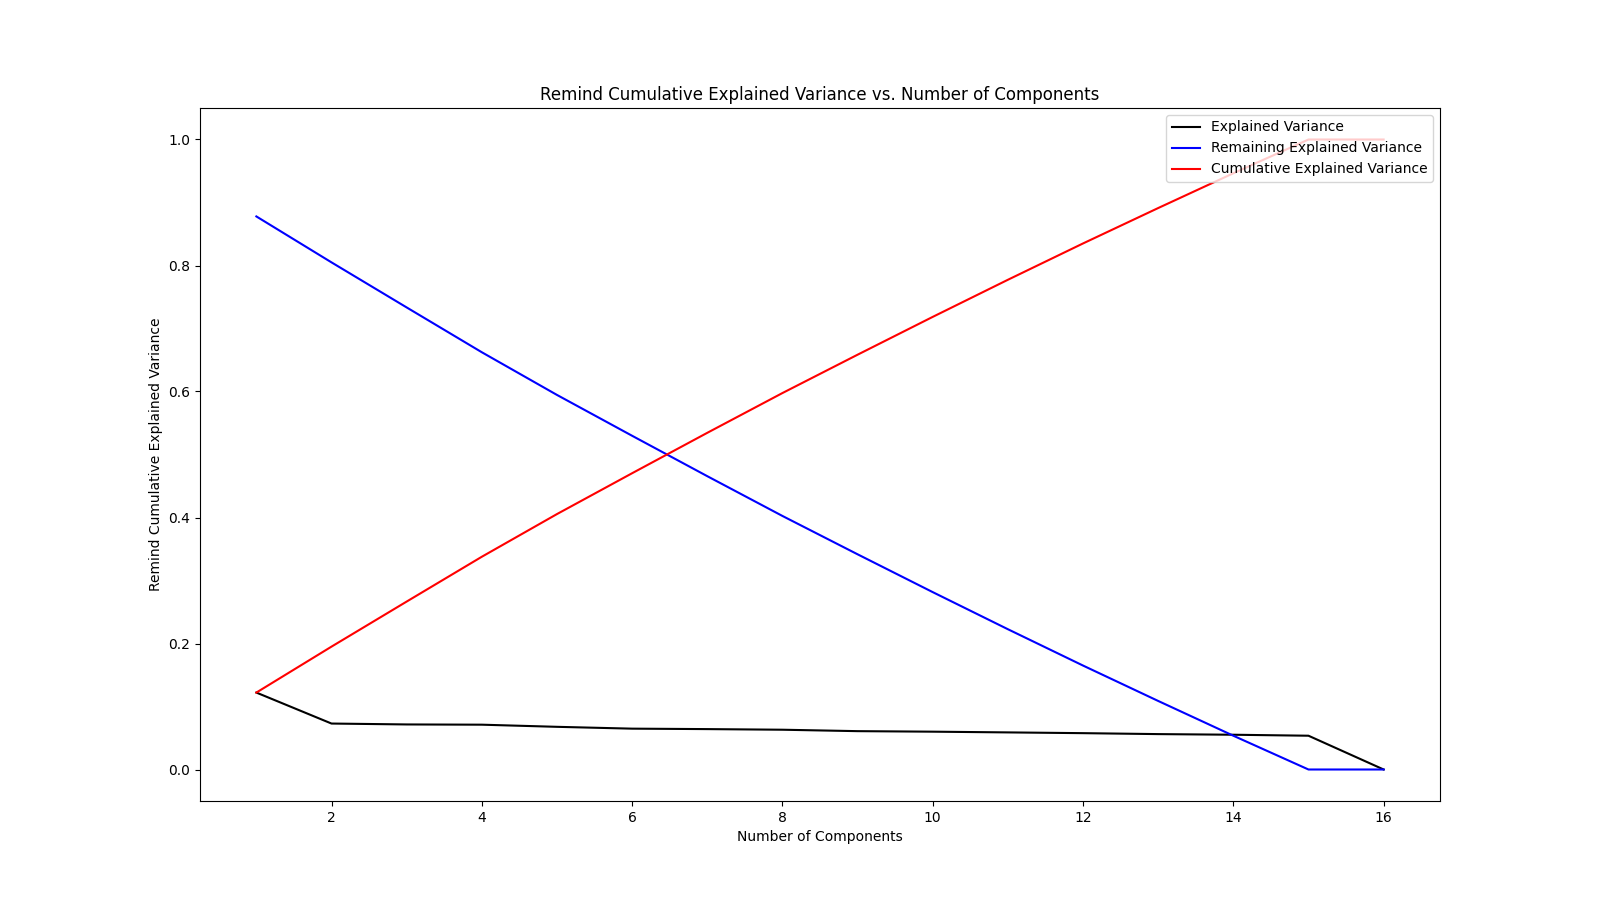 Remind Cumulative Explained Variance vs. Number of Components
Explained Variance
Remaining Explained Variance
Cumulative Explained Variance
1.0
0.8
0.6
0.4
0.2
0.0
Remind Cumulative Explained Variance
2 4 6 8 10 12 14 16
Number of Components